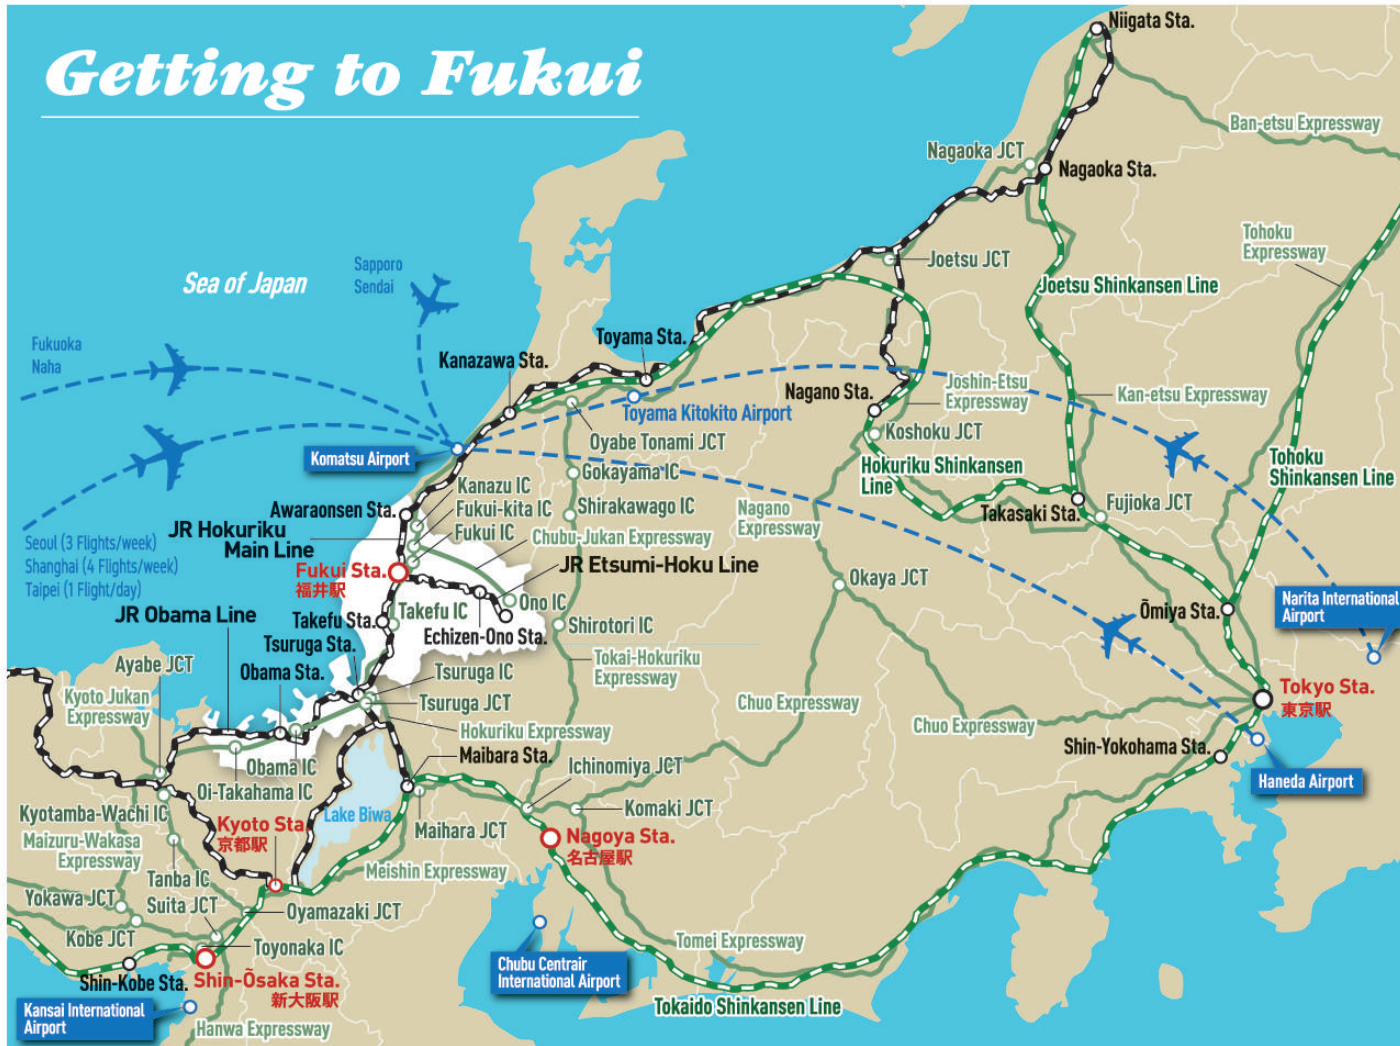 Getting to Fukui
Niigata Sta.
Ban-etsu Expressway
Nagaoka JCT
Nagaoka Sta.
Tohoku
Expressway
Sea of Japan
Sapporo
Sendai
Joetsu JCT
Joetsu Shinkansen Line
Fukuoka
Naha
Toyama Sta.
Kanazawa Sta.
Nagano Sta.
Joshin-Etsu
Expressway
Kan-etsu Expressway
Toyama Kitokito Airport
Oyabe Tonami JCT
Koshoku JCT
Komatsu Airport
Gokayama IC
Hokuriku Shinkansen
Line
Tohoku
Shinkansen Line
Kanazu IC
Fukui-kita IC
Fukui IC
Awaraonsen Sta.
Shirakawago IC
Nagano
Expressway
Takasaki Sta.
Fujioka JCT
JR Hokuriku
Main Line
Chubu-Jukan Expressway
Seoul (3 Flights/week)
Shanghai (4 Flights/week)
Taipei (1 Flight/day)
Fukui Sta.
福井駅
JR Etsumi-Hoku Line
Okaya JCT
Ono IC
Narita International
Airport
JR Obama Line
Takefu Sta.
Takefu IC
Echizen-Ono Sta.
Shirotori IC
Ōmiya Sta.
Tsuruga Sta.
Ayabe JCT
Obama Sta.
Tsuruga IC
Tokai-Hokuriku
Expressway
Kyoto Jukan
Expressway
Tsuruga JCT
Chuo Expressway
Chuo Expressway
Tokyo Sta.
東京駅
Hokuriku Expressway
Maibara Sta.
Shin-Yokohama Sta.
Obama IC
Oi-Takahama IC
Ichinomiya JCT
Haneda Airport
Kyotamba-Wachi IC
Kyoto Sta
京都駅
Lake Biwa
Maihara JCT
Komaki JCT
Nagoya Sta.
名古屋駅
Maizuru-Wakasa
Expressway
Meishin Expressway
Tanba IC
Yokawa JCT
Suita JCT
Oyamazaki JCT
Kobe JCT
Toyonaka IC
Tomei Expressway
Chubu Centrair
International Airport
Shin-Kobe Sta.
Shin-Ōsaka Sta.
新大阪駅
Tokaido Shinkansen Line
Kansai International
Airport
Hanwa Expressway